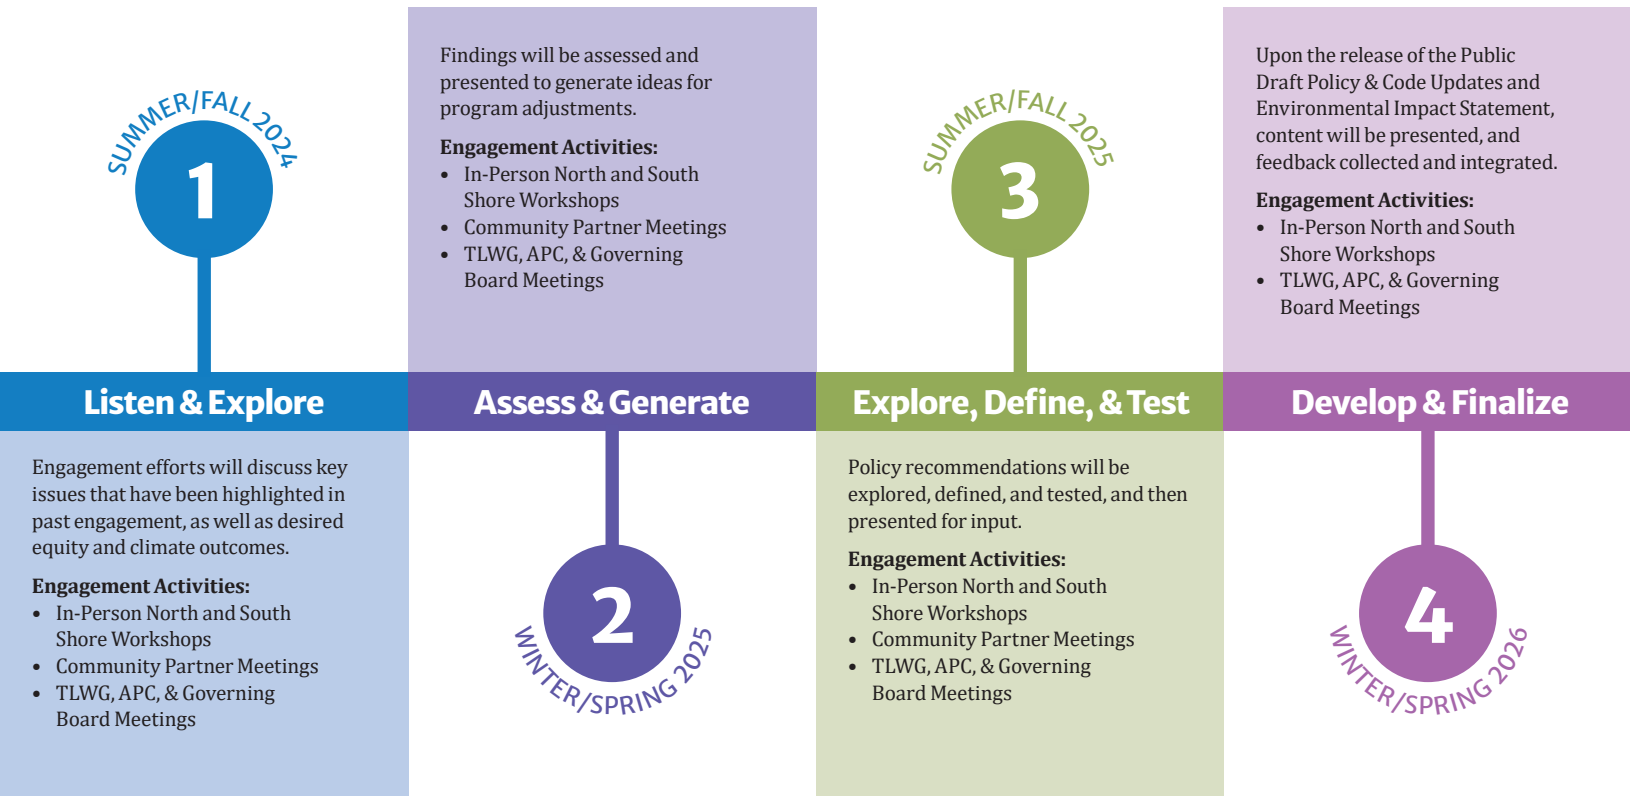 SUMMER/FALL 2024
1
Listen & Explore
Engagement efforts will discuss key
issues that have been highlighted in
past engagement, as well as desired
equity and climate outcomes.
Engagement Activities:
• In-Person North and South
Shore Workshops
• Community Partner Meetings
• TLWG, APC, & Governing
Board Meetings
Findings will be assessed and
presented to generate ideas for
program adjustments.
Engagement Activities:
• In-Person North and South
Shore Workshops
• Community Partner Meetings
• TLWG, APC, & Governing
Board Meetings
Assess & Generate
2
WINTER/SPRING 2025
SUMMER/FALL 2025
3
Explore, Define, & Test
Policy recommendations will be
explored, defined, and tested, and then
presented for input.
Engagement Activities:
• In-Person North and South
Shore Workshops
• Community Partner Meetings
• TLWG, APC, & Governing
Board Meetings
Upon the release of the Public
Draft Policy & Code Updates and
Environmental Impact Statement,
content will be presented, and
feedback collected and integrated.
Engagement Activities:
• In-Person North and South
Shore Workshops
• TLWG, APC, & Governing
Board Meetings
Develop & Finalize
4
WINTER/SPRING 2026